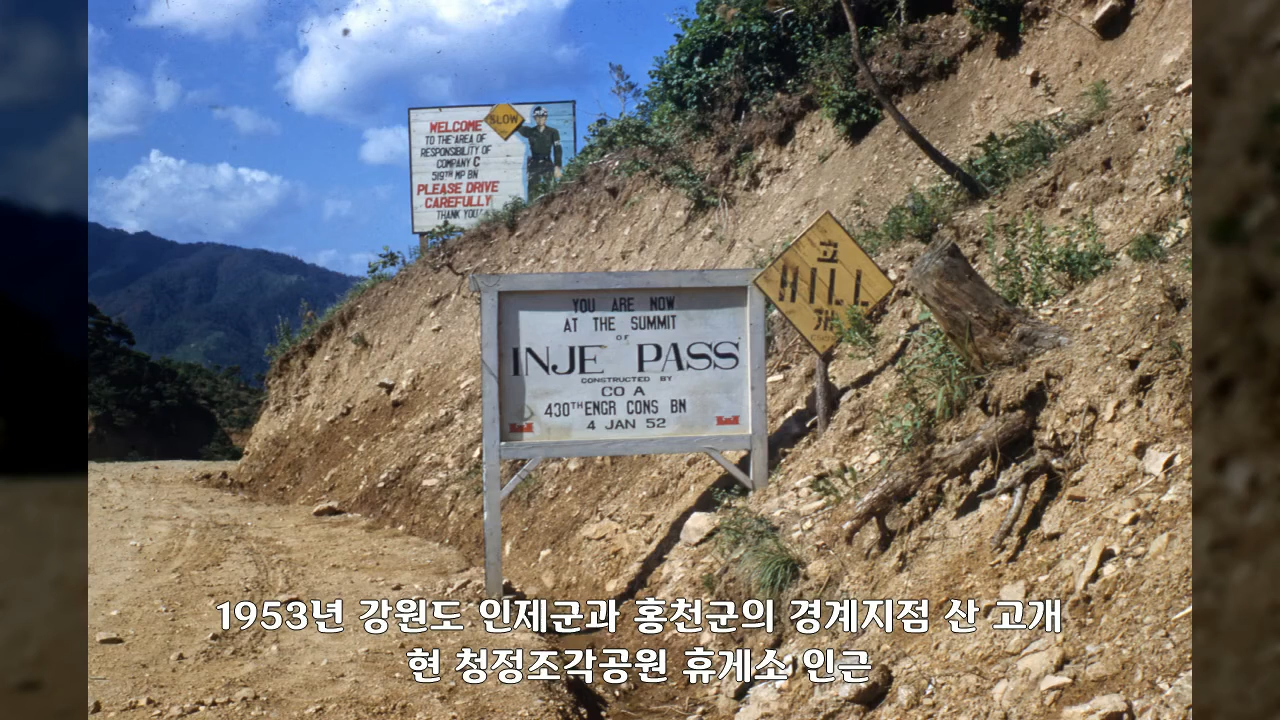 WELCOME
SLOW
TO THE AREA OF
RESPONSIBILITY OF
COMPANY C
519TH MP BN
PLEASE DRIVE
CAREFULLY
THANK YOU
고
HILL
개
YOU ARE NOW
AT THE SUMMIT
OF
INJE PASS
CONSTRUCTED BY
CO A
430TH ENGR CONS BN
4 JAN 52
1953년 강원도 인제군과 홍천군의 경계지점 산 고개
현 청정조각공원 휴게소 인근